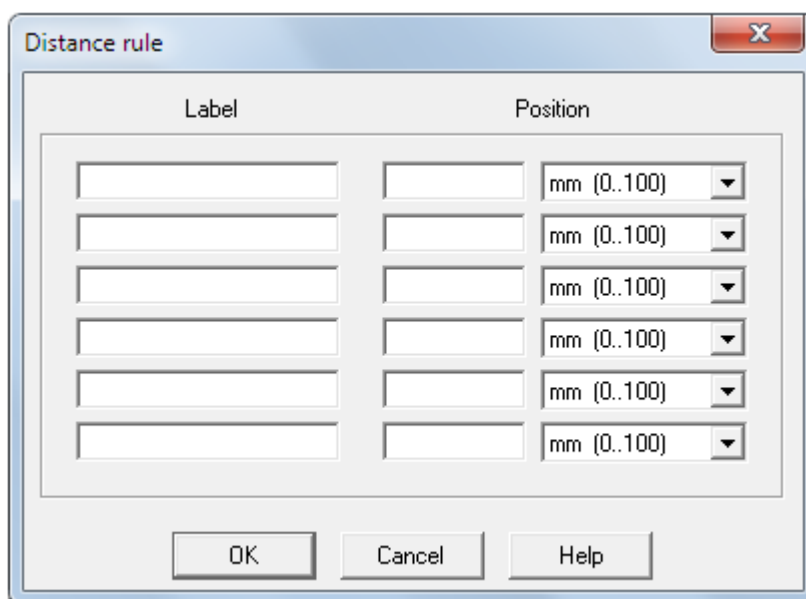 Distance rule
Label Position
mm (0..100)
mm (0..100)
mm (0..100)
mm (0..100)
mm (0..100)
mm (0..100)
OK Cancel Help